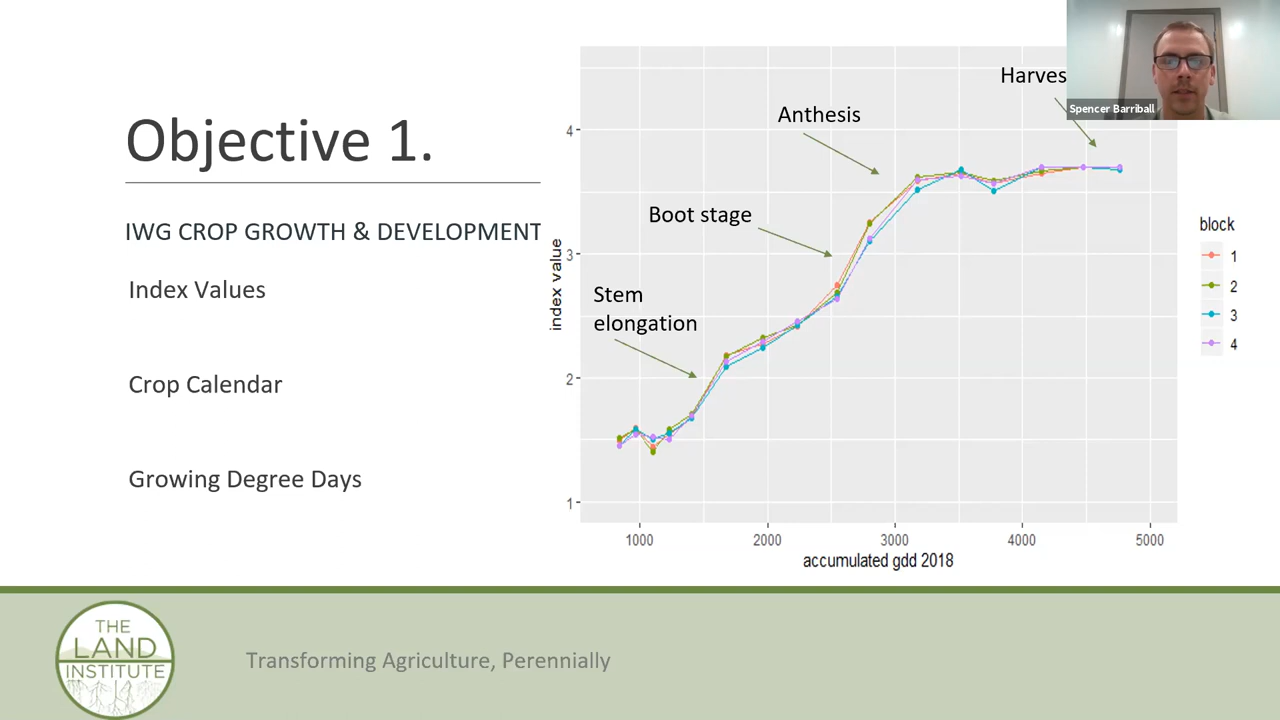 Objective 1.
IWG CROP GROWTH & DEVELOPMENT
Index Values
Crop Calendar
Growing Degree Days
Harves
Spencer Barriball
Anthesis
Boot stage
Stem
elongation
index value
4
3
2
1
1000 2000 3000 4000 5000
accumulated gdd 2018
block
1
2
3
4
THE
LAND
INSTITUTE
Transforming Agriculture, Perennially